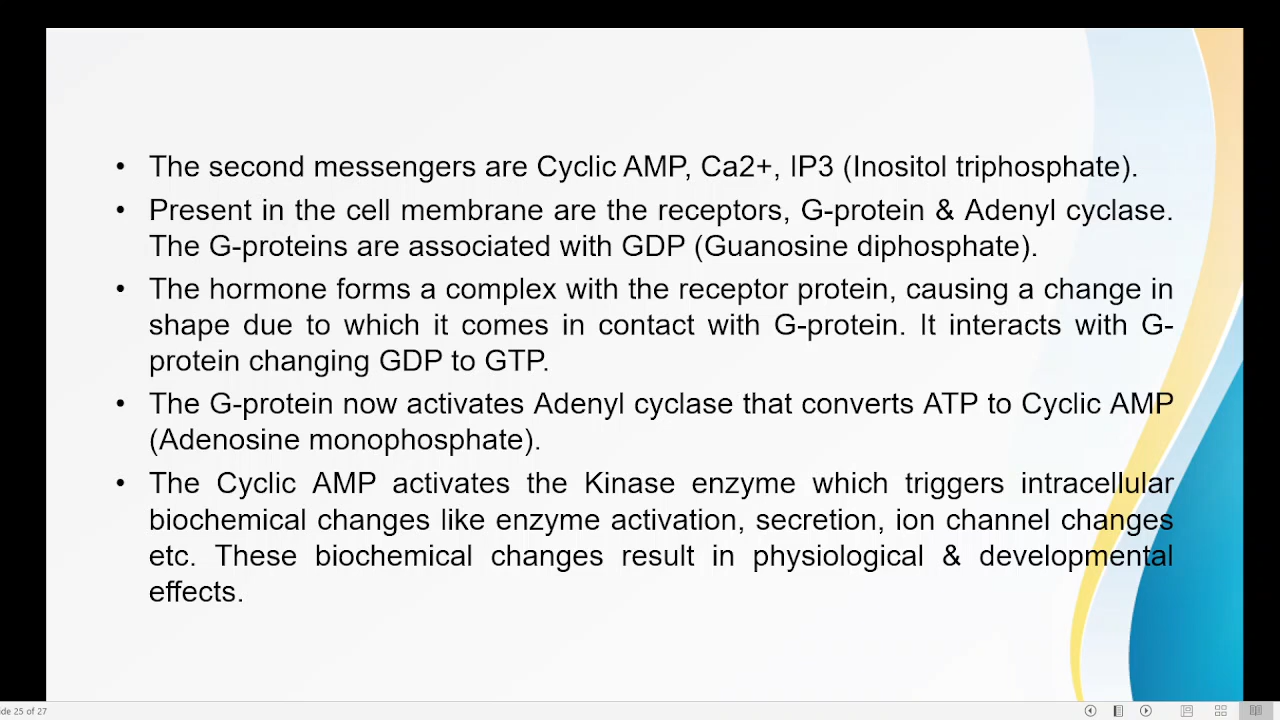 • The second messengers are Cyclic AMP, Ca2+, IP3 (Inositol triphosphate).
• Present in the cell membrane are the receptors, G-protein & Adenyl cyclase.
The G-proteins are associated with GDP (Guanosine diphosphate).
• The hormone forms a complex with the receptor protein, causing a change in
shape due to which it comes in contact with G-protein. It interacts with G-
protein changing GDP to GTP.
• The G-protein now activates Adenyl cyclase that converts ATP to Cyclic AMP
(Adenosine monophosphate).
• The Cyclic AMP activates the Kinase enzyme which triggers intracellular
biochemical changes like enzyme activation, secretion, ion channel changes
etc. These biochemical changes result in physiological & developmental
effects.
de 25 of 27